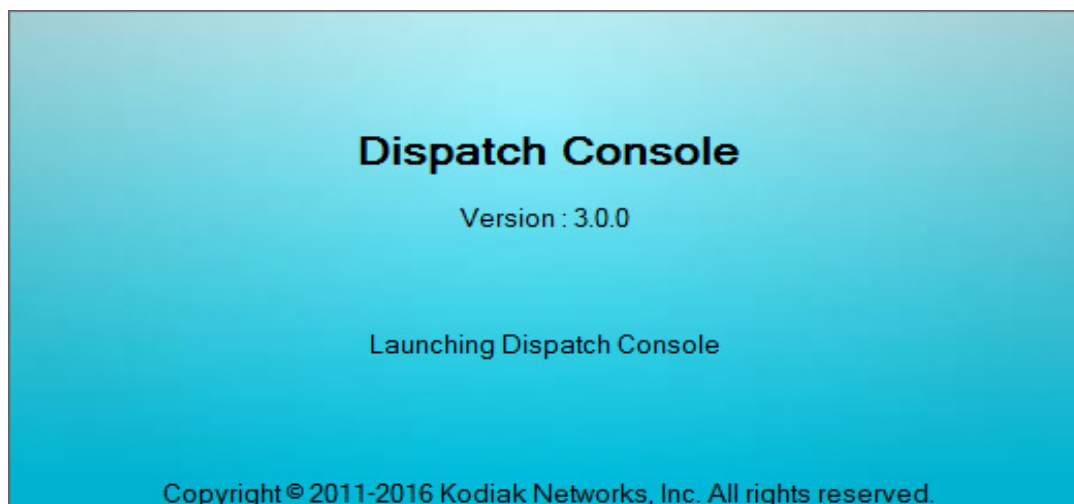 Dispatch Console
Version : 3.0.0
Launching Dispatch Console
Copyright © 2011-2016 Kodiak Networks, Inc. All rights reserved.